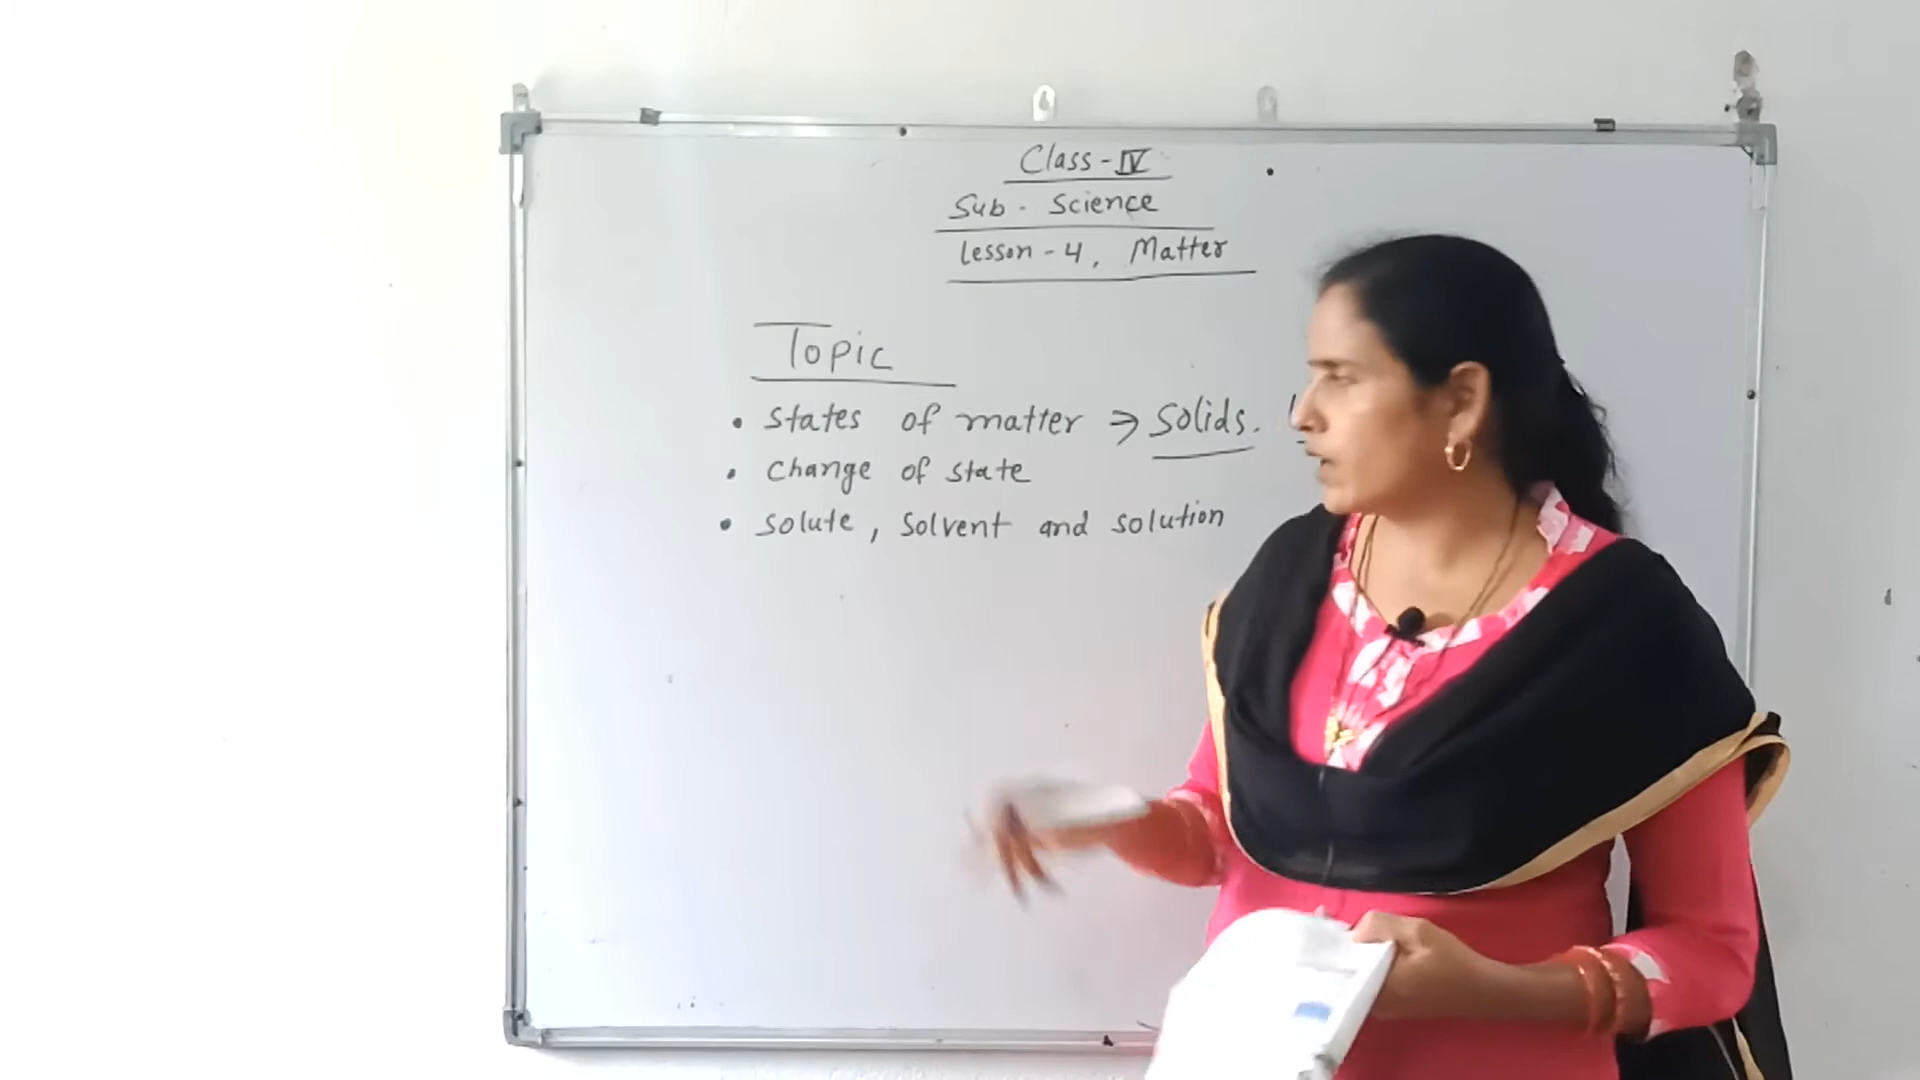 Class - IV
Sub - Science
Lesson - 4, Matter
Topic
• States of matter → Solids.
• Change of state
• Solute, Solvent and solution